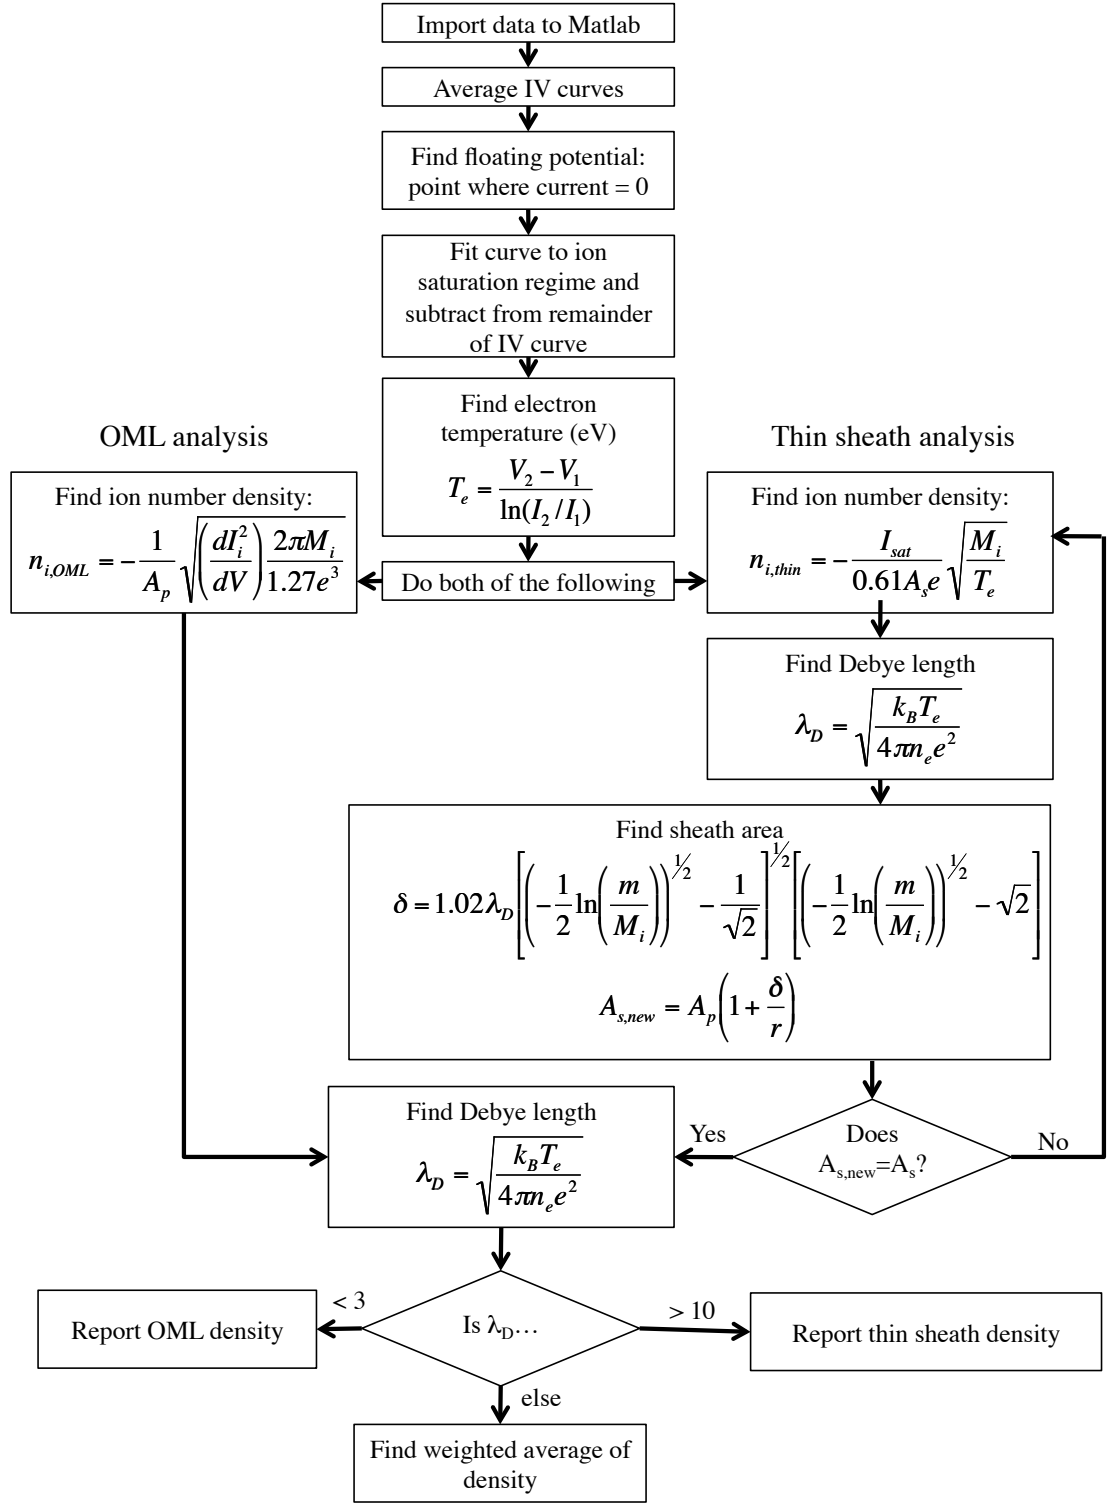 Import data to Matlab
Average IV curves
Find floating potential:
point where current = 0
Fit curve to ion
saturation regime and
subtract from remainder
of IV curve
Find electron
temperature (eV)
T_e = (V_2 − V_1)/ln(I_2/I_1)
Do both of the following
OML analysis
Find ion number density:
n_{i,OML} = −(1/A_p)√((dI_i^2/dV)(2πM_i/1.27e^3))
Thin sheath analysis
Find ion number density:
n_{i,thin} = −(I_{sat}/0.61A_s e)√(M_i/T_e)
Find Debye length
λ_D = √(k_B T_e/4πn_e e^2)
Find sheath area
δ = 1.02λ_D[(−1/2 ln(m/M_i))^{1/2} − 1/√2]^{1/2}[(−1/2 ln(m/M_i))^{1/2} − √2]
A_{s,new} = A_p(1 + δ/r)
Does
A_{s,new}=A_s?
Yes
No
Find Debye length
λ_D = √(k_B T_e/4πn_e e^2)
Is λ_D…
< 3
> 10
else
Report OML density
Report thin sheath density
Find weighted average of
density